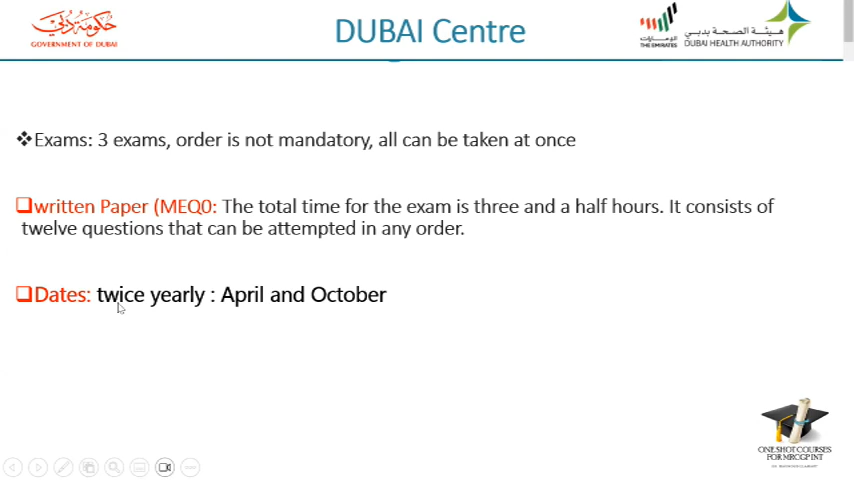 حكومة دبي
GOVERNMENT OF DUBAI
DUBAI Centre
الإمارات
THE EMIRATES
هيئة الصحة بدبي
DUBAI HEALTH AUTHORITY
Exams: 3 exams, order is not mandatory, all can be taken at once
written Paper (MEQ0: The total time for the exam is three and a half hours. It consists of
twelve questions that can be attempted in any order.
Dates: twice yearly : April and October
ONE SHOT COURSES
FOR MRCGP INT